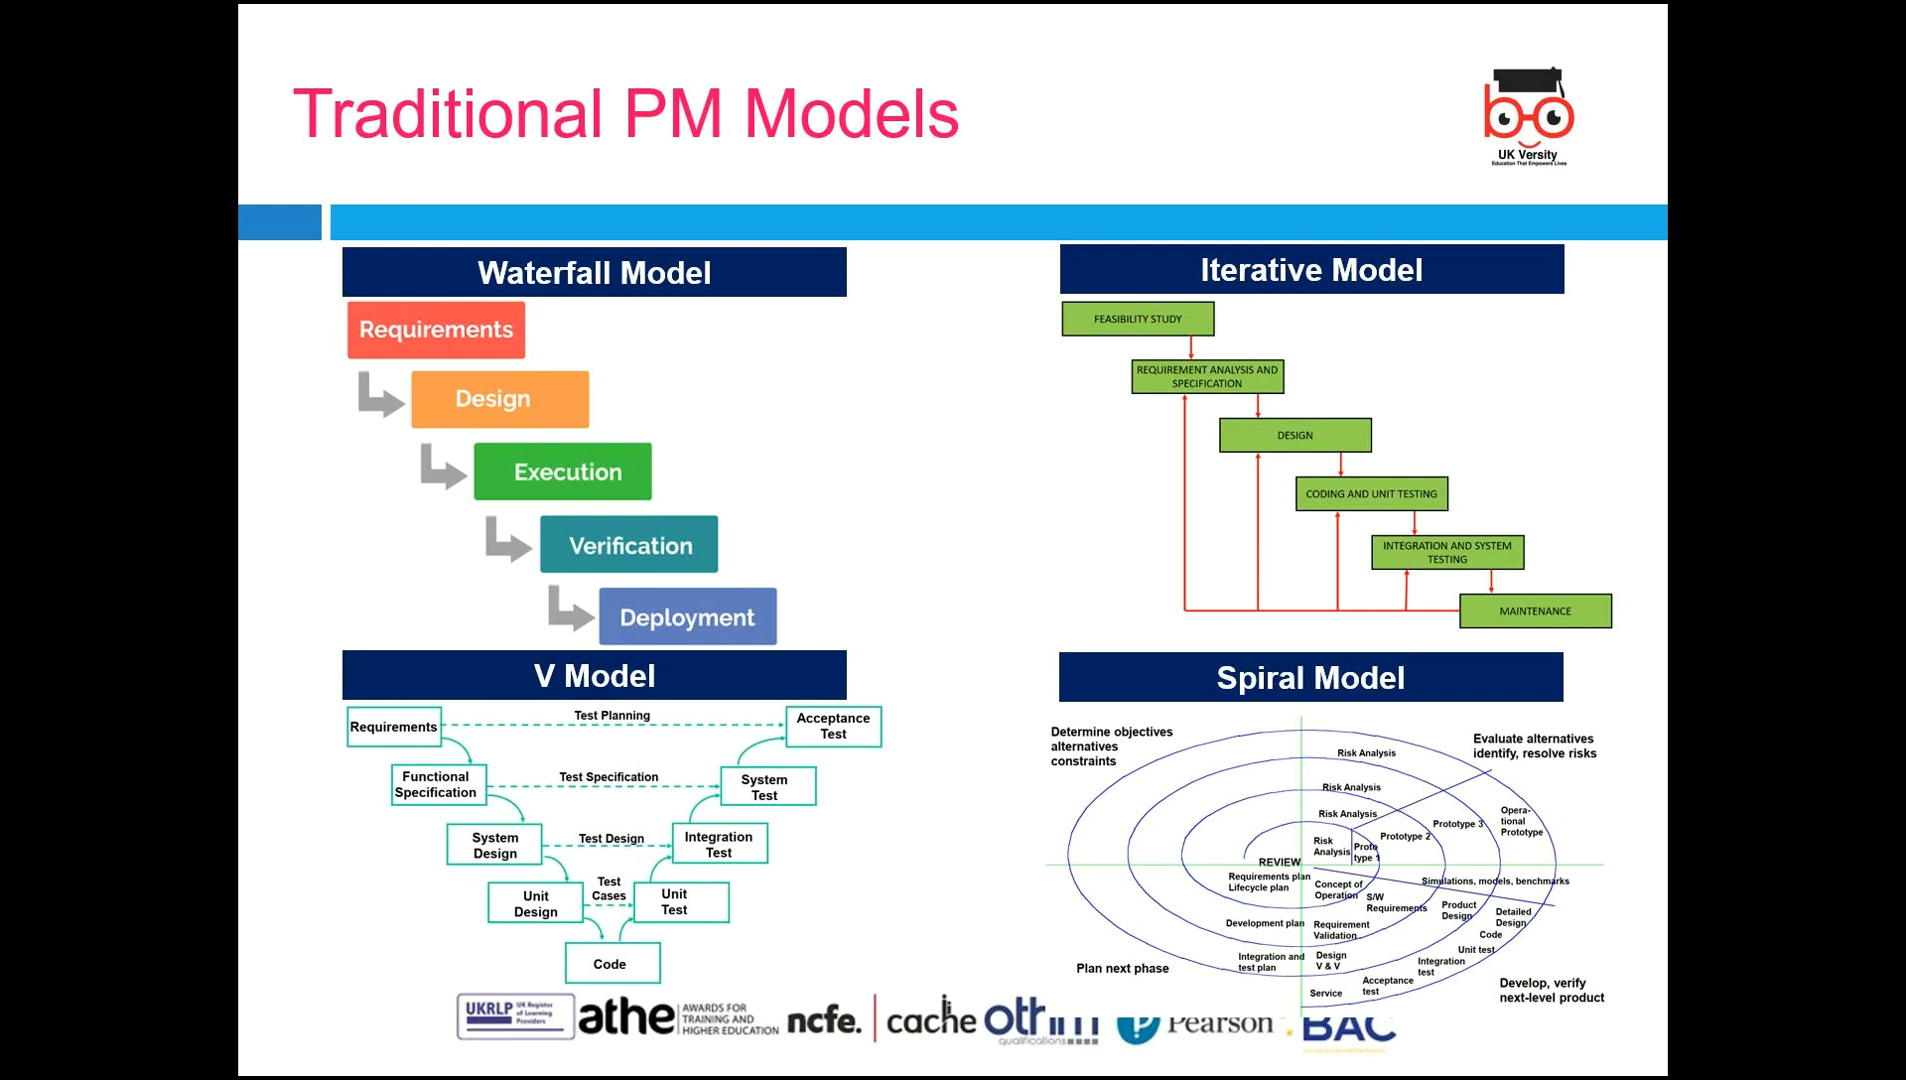 Traditional PM Models
UK Versity
Education That Empowers Lives
Waterfall Model
Requirements
Design
Execution
Verification
Deployment
Iterative Model
FEASIBILITY STUDY
REQUIREMENT ANALYSIS AND
SPECIFICATION
DESIGN
CODING AND UNIT TESTING
INTEGRATION AND SYSTEM
TESTING
MAINTENANCE
V Model
Requirements
Test Planning
Acceptance
Test
Functional
Specification
Test Specification
System
Test
System
Design
Test Design
Integration
Test
Unit
Design
Test
Cases
Unit
Test
Code
Spiral Model
Determine objectives
alternatives
constraints
Evaluate alternatives
identify, resolve risks
Risk Analysis
Risk Analysis
Risk Analysis
Risk
Analysis
Proto
type 1
Prototype 2
Prototype 3
Opera-
tional
Prototype
REVIEW
Requirements plan
Lifecycle plan
Concept of
Operation
Simulations, models, benchmarks
S/W
Requirements
Product
Design
Detailed
Design
Development plan
Requirement
Validation
Code
Unit test
Integration and
test plan
Design
V & V
Integration
test
Acceptance
test
Service
Plan next phase
Develop, verify
next-level product
UKRLP
UK Register
of Learning
Providers
athe
AWARDS FOR
TRAINING AND
HIGHER EDUCATION
ncfe.
cache
othm
qualifications
Pearson
BAC